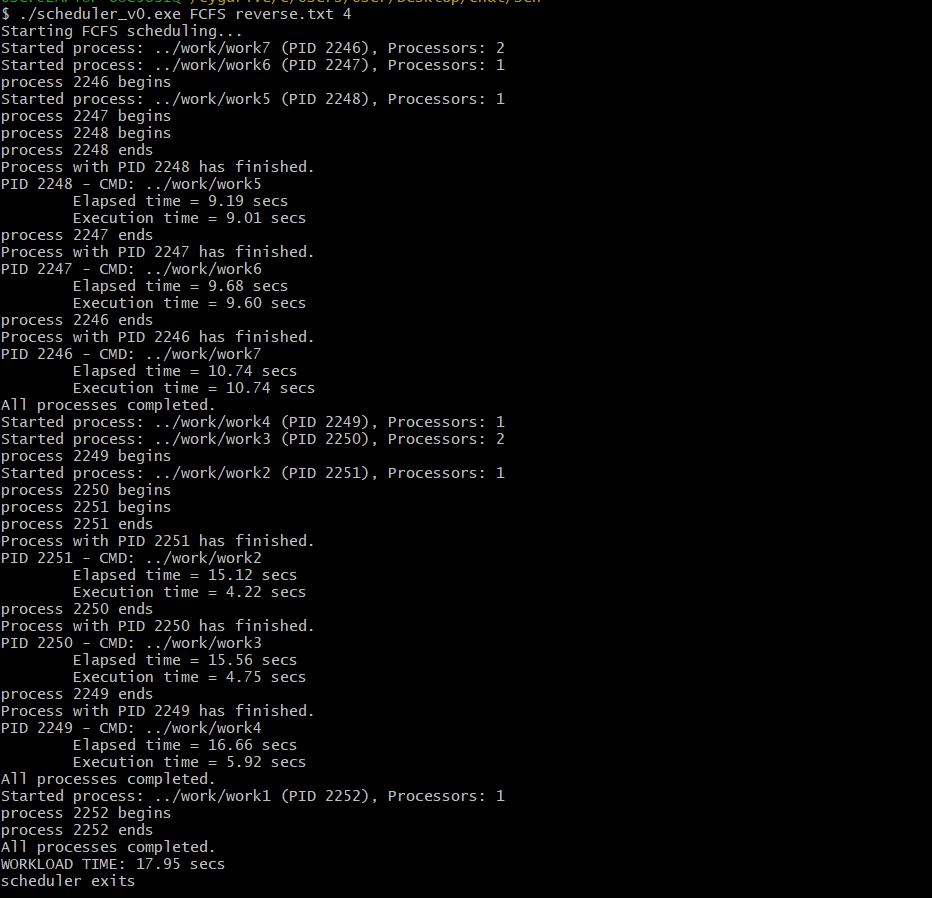 $ ./scheduler_v0.exe FCFS reverse.txt 4
Starting FCFS scheduling...
Started process: ../work/work7 (PID 2246), Processors: 2
Started process: ../work/work6 (PID 2247), Processors: 1
process 2246 begins
Started process: ../work/work5 (PID 2248), Processors: 1
process 2247 begins
process 2248 begins
process 2248 ends
Process with PID 2248 has finished.
PID 2248 - CMD: ../work/work5
        Elapsed time = 9.19 secs
        Execution time = 9.01 secs
process 2247 ends
Process with PID 2247 has finished.
PID 2247 - CMD: ../work/work6
        Elapsed time = 9.68 secs
        Execution time = 9.60 secs
process 2246 ends
Process with PID 2246 has finished.
PID 2246 - CMD: ../work/work7
        Elapsed time = 10.74 secs
        Execution time = 10.74 secs
All processes completed.
Started process: ../work/work4 (PID 2249), Processors: 1
Started process: ../work/work3 (PID 2250), Processors: 2
process 2249 begins
Started process: ../work/work2 (PID 2251), Processors: 1
process 2250 begins
process 2251 begins
process 2251 ends
Process with PID 2251 has finished.
PID 2251 - CMD: ../work/work2
        Elapsed time = 15.12 secs
        Execution time = 4.22 secs
process 2250 ends
Process with PID 2250 has finished.
PID 2250 - CMD: ../work/work3
        Elapsed time = 15.56 secs
        Execution time = 4.75 secs
process 2249 ends
Process with PID 2249 has finished.
PID 2249 - CMD: ../work/work4
        Elapsed time = 16.66 secs
        Execution time = 5.92 secs
All processes completed.
Started process: ../work/work1 (PID 2252), Processors: 1
process 2252 begins
process 2252 ends
All processes completed.
WORKLOAD TIME: 17.95 secs
scheduler exits